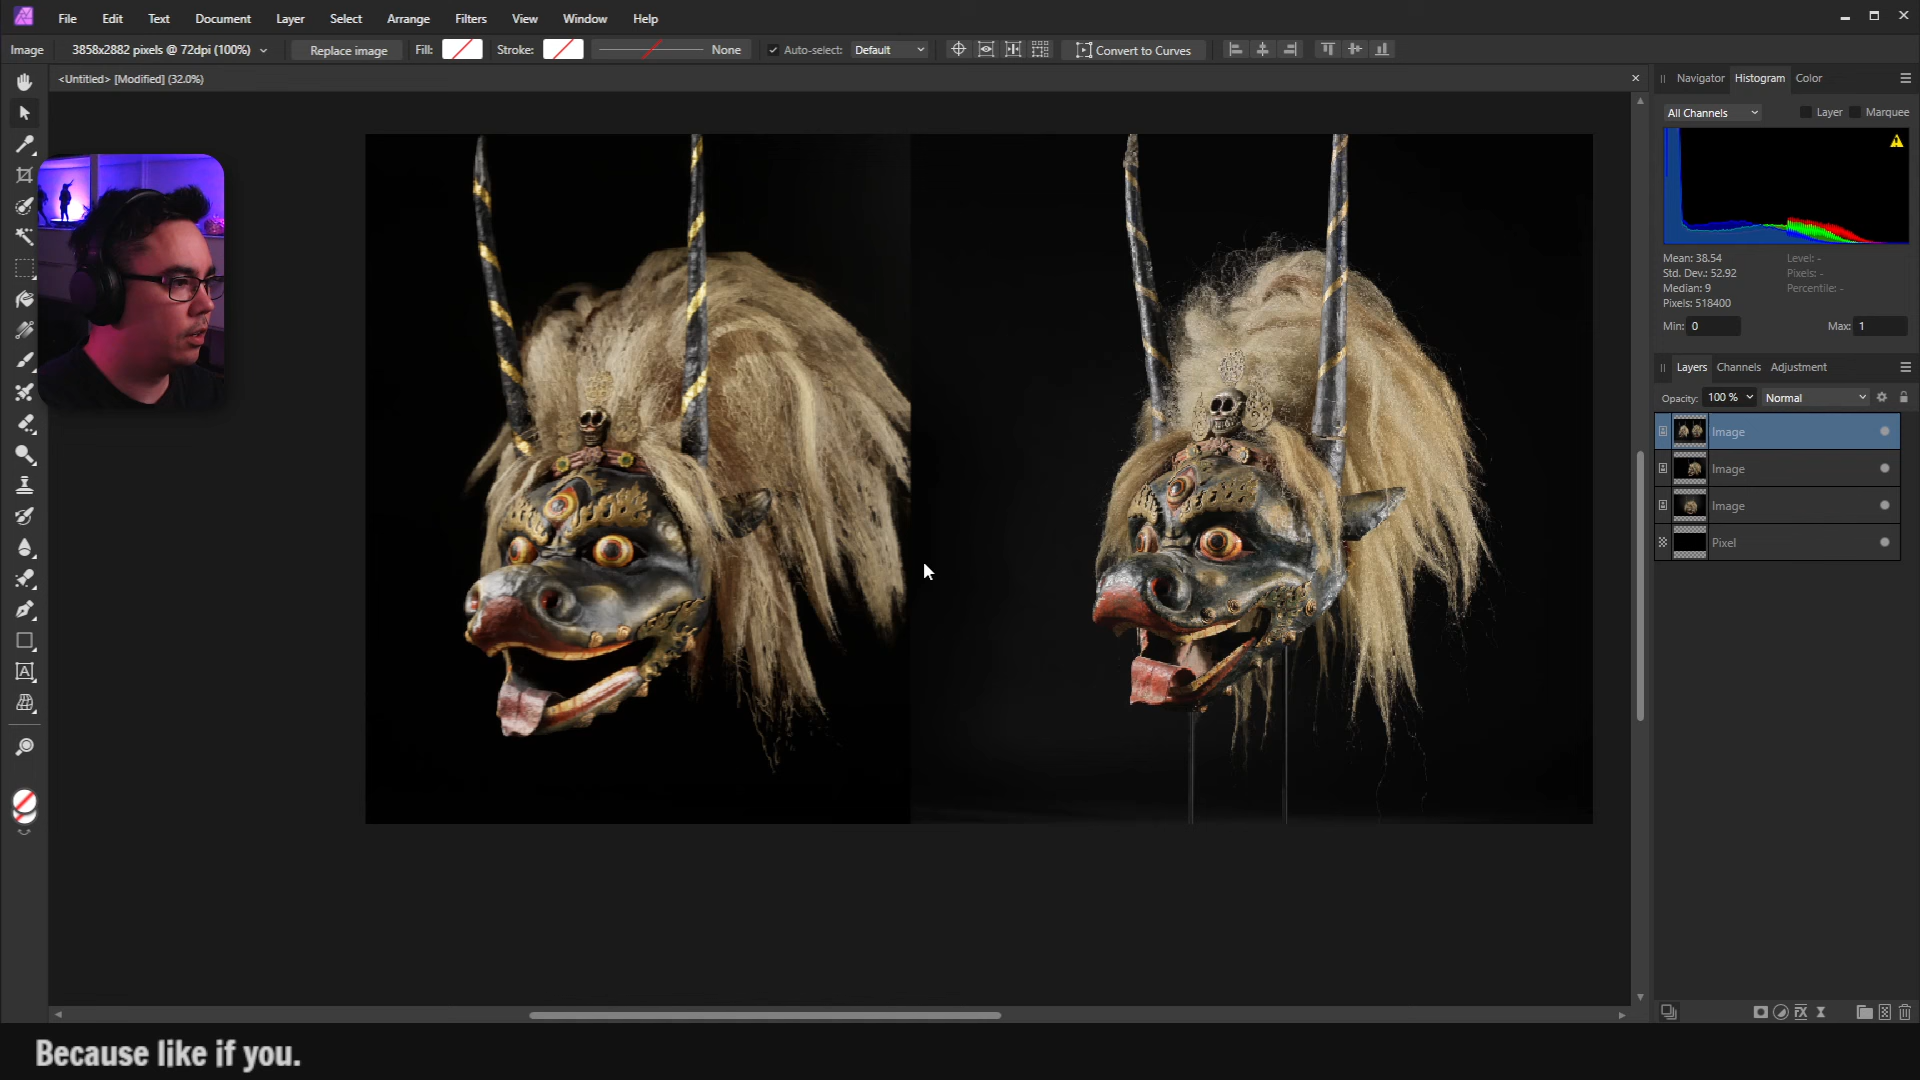 File Edit Text Document Layer Select Arrange Filters View Window Help
Image 3858x2882 pixels @ 72dpi (100%) Replace image Fill: Stroke: None Auto-select: Default Convert to Curves
<Untitled> [Modified] (32.0%)
Navigator Histogram Color
All Channels Layer Marquee
Mean: 38.54 Level: -
Std. Dev.: 52.92 Pixels: -
Median: 9 Percentile: -
Pixels: 518400
Min: 0 Max: 1
Layers Channels Adjustment
Opacity: 100 % Normal
Image
Image
Image
Pixel
Because like if you.